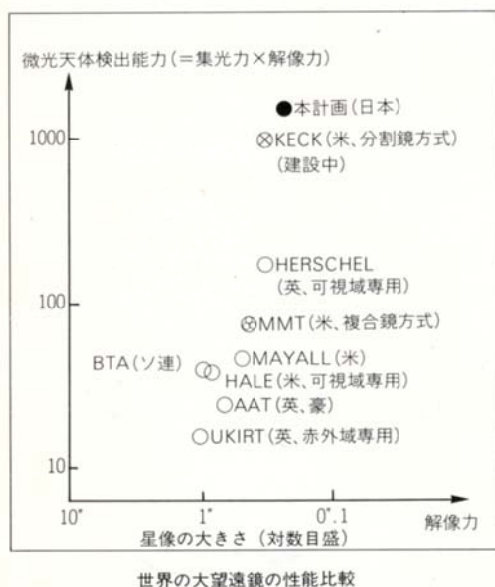 微光天体検出能力(=集光力×解像力)
●本計画(日本)
1000
⊗KECK(米、分割鏡方式)
(建設中)
○HERSCHEL
(英、可視域専用)
100
⊗MMT(米、複合鏡方式)
BTA(ソ連)
○MAYALL(米)
HALE(米、可視域専用)
○AAT(英、豪)
○UKIRT(英、赤外域専用)
10
10″
1″
0″.1
解像力
星像の大きさ(対数目盛)
世界の大望遠鏡の性能比較